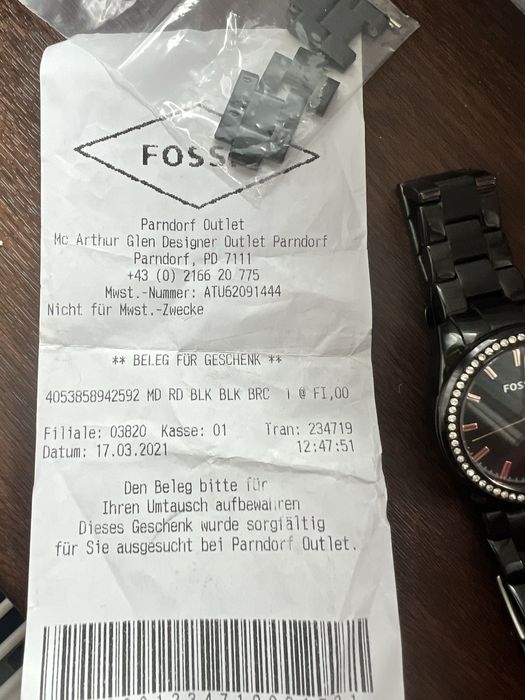 FOSSIL
Parndorf Outlet
Mc Arthur Glen Designer Outlet Parndorf
Parndorf, PD 7111
+43 (0) 2166 20 775
Mwst.-Nummer: ATU62091444
Nicht für Mwst.-Zwecke
** BELEG FÜR GESCHENK **
4053858942592 MD RD BLK BLK BRC 1 @ FI,00
Filiale: 03820 Kasse: 01 Tran: 234719
Datum: 17.03.2021 12:47:51
Den Beleg bitte für
Ihren Umtausch aufbewahren
Dieses Geschenk wurde sorgfältig
für Sie ausgesucht bei Parndorf Outlet.
FOS